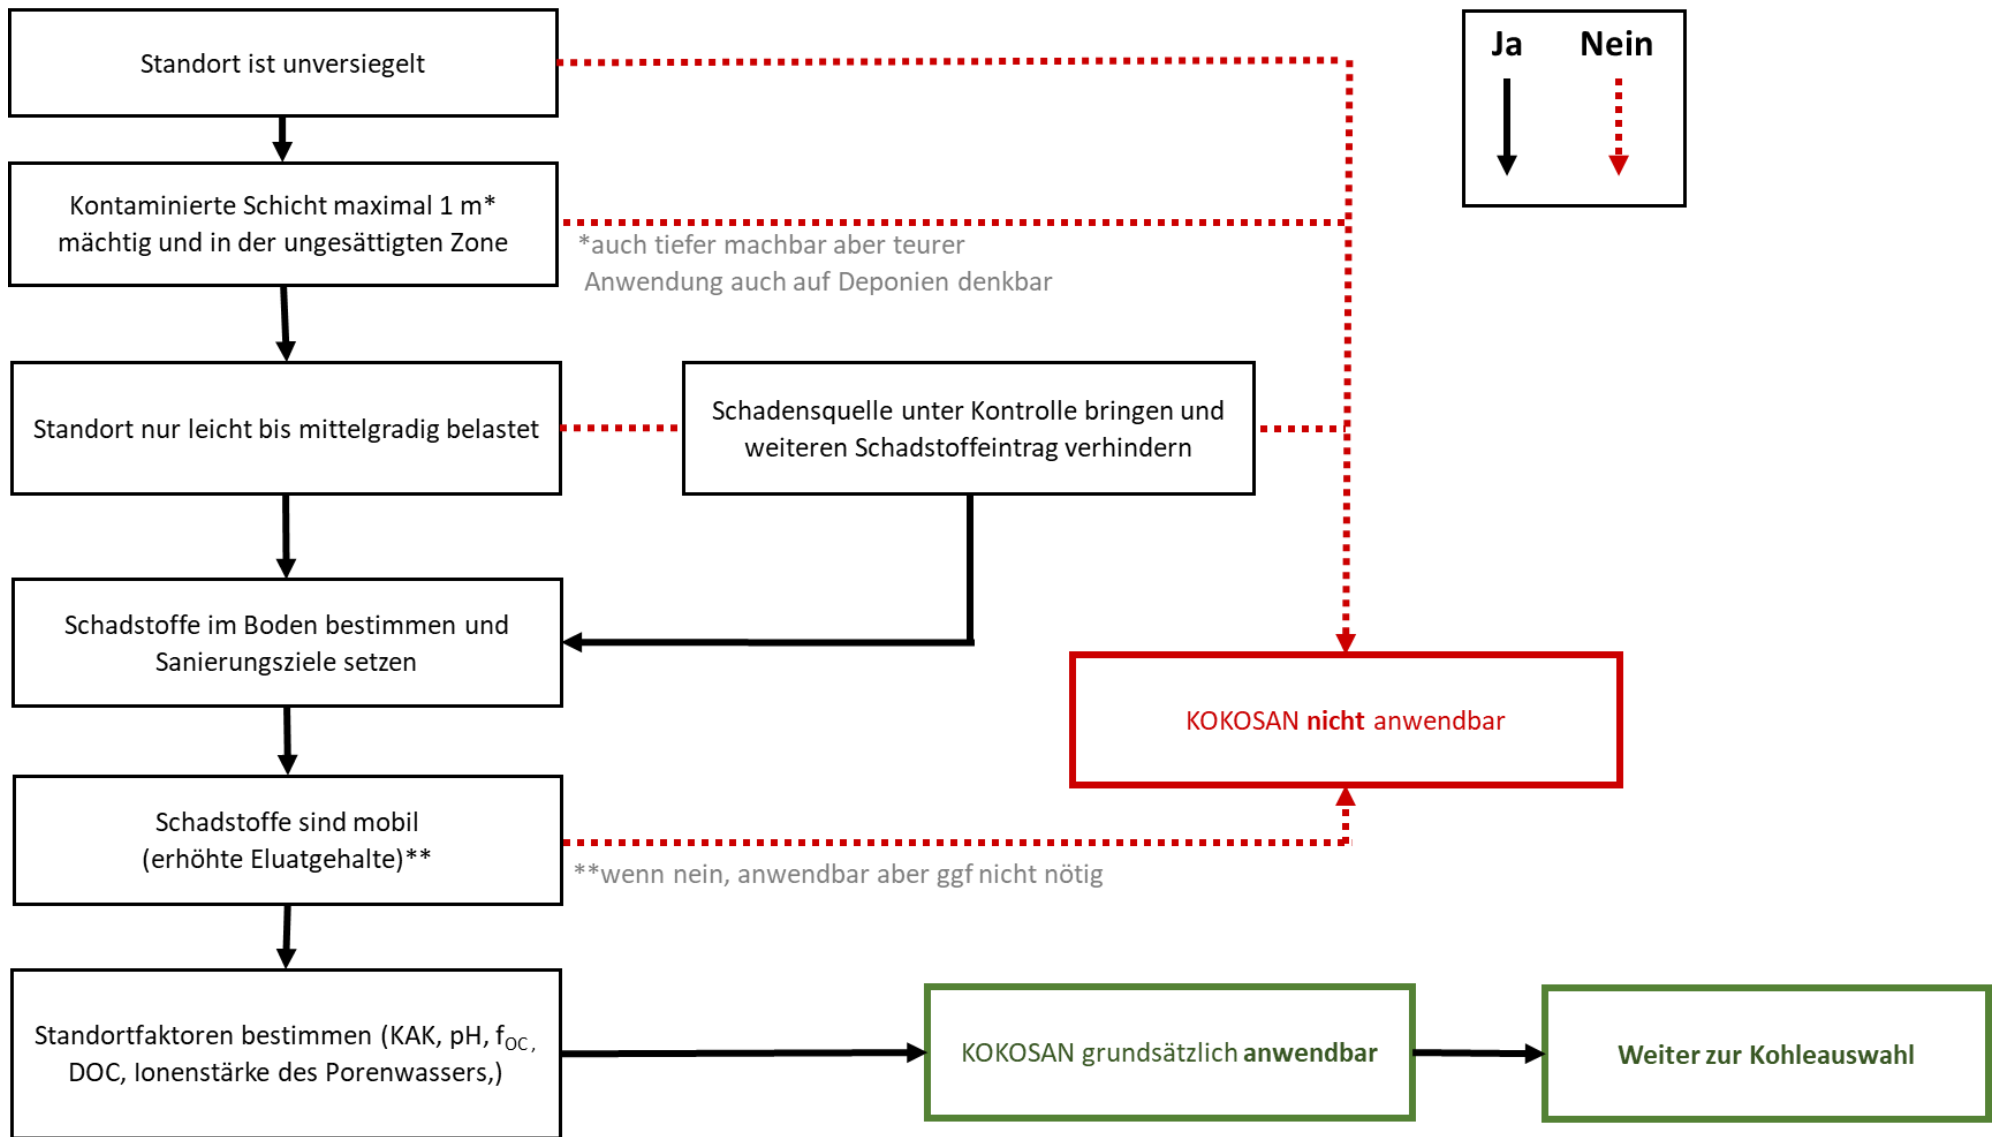 Standort ist unversiegelt
Ja Nein
Kontaminierte Schicht maximal 1 m*
mächtig und in der ungesättigten Zone
*auch tiefer machbar aber teurer
Anwendung auch auf Deponien denkbar
Standort nur leicht bis mittelgradig belastet
Schadensquelle unter Kontrolle bringen und
weiteren Schadstoffeintrag verhindern
Schadstoffe im Boden bestimmen und
Sanierungsziele setzen
KOKOSAN nicht anwendbar
Schadstoffe sind mobil
(erhöhte Eluatgehalte)**
**wenn nein, anwendbar aber ggf nicht nötig
Standortfaktoren bestimmen (KAK, pH, fOC,
DOC, Ionenstärke des Porenwassers,)
KOKOSAN grundsätzlich anwendbar
Weiter zur Kohleauswahl